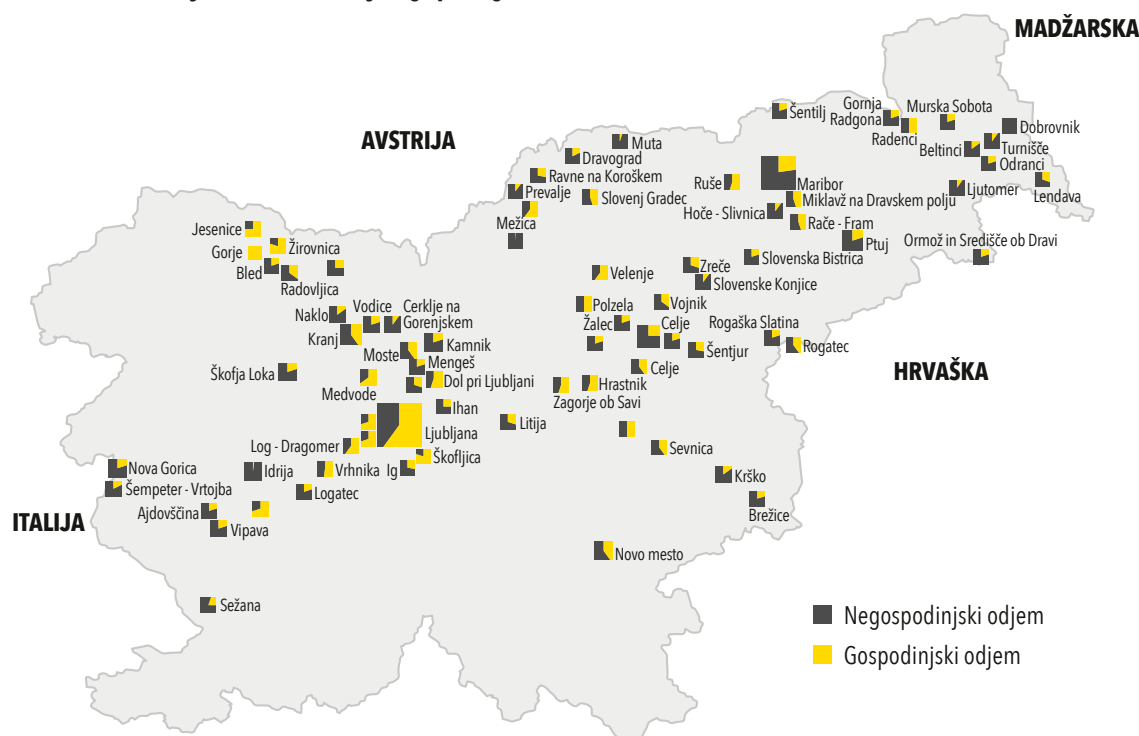 MADŽARSKA
AVSTRIJA
Šentilj
Gornja
Radgona
Murska Sobota
Radenci
Dobrovnik
Beltinci
Turnišče
Odranci
Muta
Dravograd
Ravne na Koroškem
Prevalje
Slovenj Gradec
Ruše
Maribor
Miklavž na Dravskem polju
Ljutomer
Lendava
Mežica
Hoče - Slivnica
Rače - Fram
Ptuj
Ormož in Središče ob Dravi
Jesenice
Gorje
Žirovnica
Bled
Radovljica
Velenje
Zreče
Slovenska Bistrica
Slovenske Konjice
Naklo
Vodice
Cerklje na
Gorenjskem
Polzela
Vojnik
Kranj
Žalec
Celje
Rogaška Slatina
Moste
Kamnik
Mengeš
Šentjur
Rogatec
Škofja Loka
Medvode
Dol pri Ljubljani
Celje
Hrastnik
Zagorje ob Savi
HRVAŠKA
Ihan
Litija
Ljubljana
Log - Dragomer
Škofljica
Sevnica
Nova Gorica
Idrija
Vrhnika
Ig
Krško
Šempeter - Vrtojba
Logatec
Brežice
ITALIJA
Ajdovščina
Vipava
Novo mesto
Sežana
Negospodinjski odjem
Gospodinjski odjem